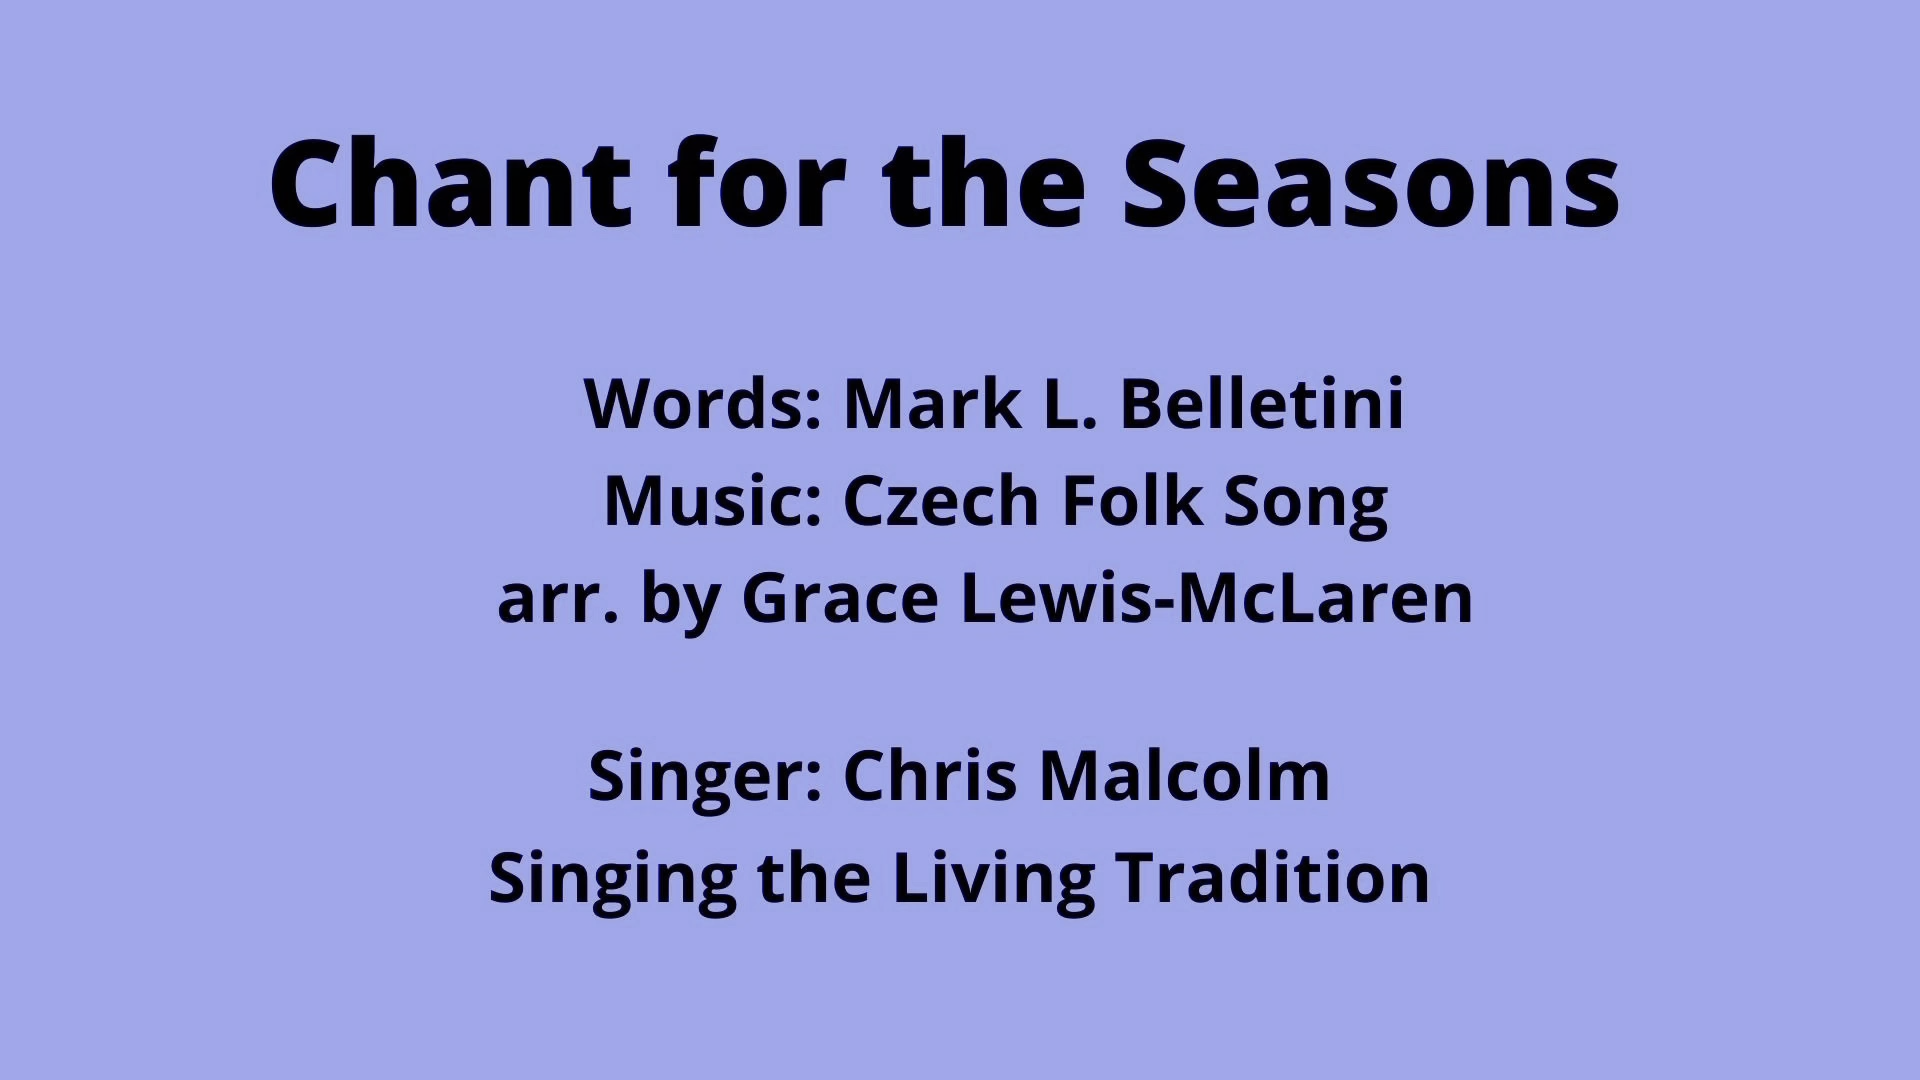 Chant for the Seasons
Words: Mark L. Belletini
Music: Czech Folk Song
arr. by Grace Lewis-McLaren
Singer: Chris Malcolm
Singing the Living Tradition